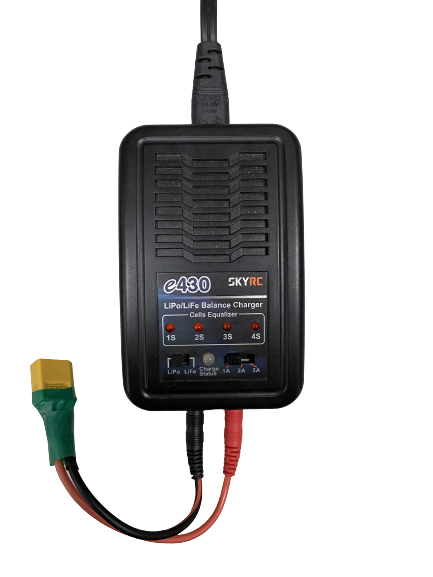 e430 SKYRC
LiPo/LiFe Balance Charger
Cells Equalizer
1S 2S 3S 4S
LiPo LiFe Charge Status 1A 2A 3A